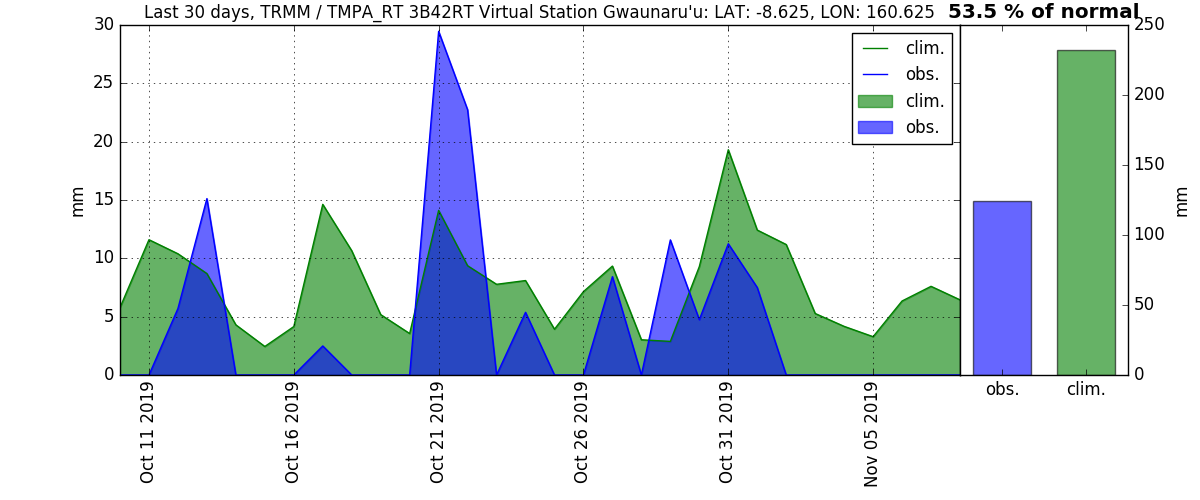 Last 30 days, TRMM / TMPA_RT 3B42RT Virtual Station Gwaunaru'u: LAT: -8.625, LON: 160.625
53.5 % of normal
30
25
20
15
10
5
0
mm
clim.
obs.
clim.
obs.
Oct 11 2019
Oct 16 2019
Oct 21 2019
Oct 26 2019
Oct 31 2019
Nov 05 2019
250
200
150
100
50
0
mm
obs.
clim.